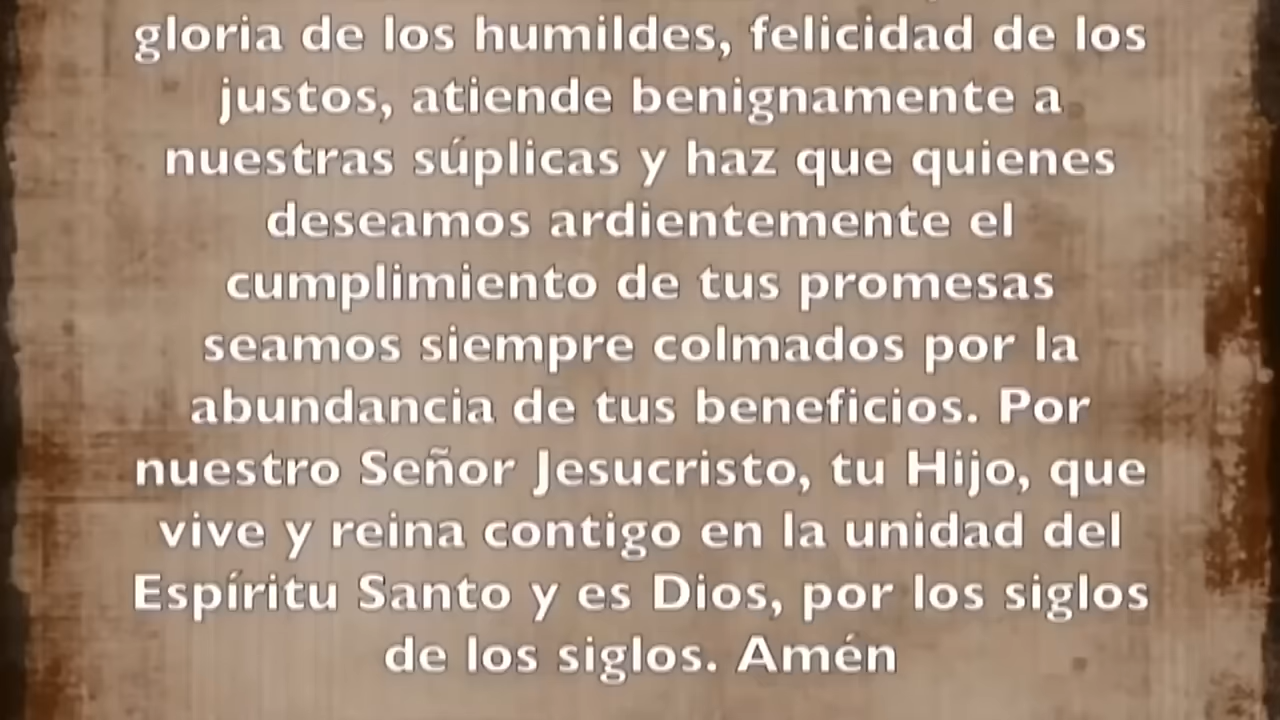 gloria de los humildes, felicidad de los
justos, atiende benignamente a
nuestras súplicas y haz que quienes
deseamos ardientemente el
cumplimiento de tus promesas
seamos siempre colmados por la
abundancia de tus beneficios. Por
nuestro Señor Jesucristo, tu Hijo, que
vive y reina contigo en la unidad del
Espíritu Santo y es Dios, por los siglos
de los siglos. Amén